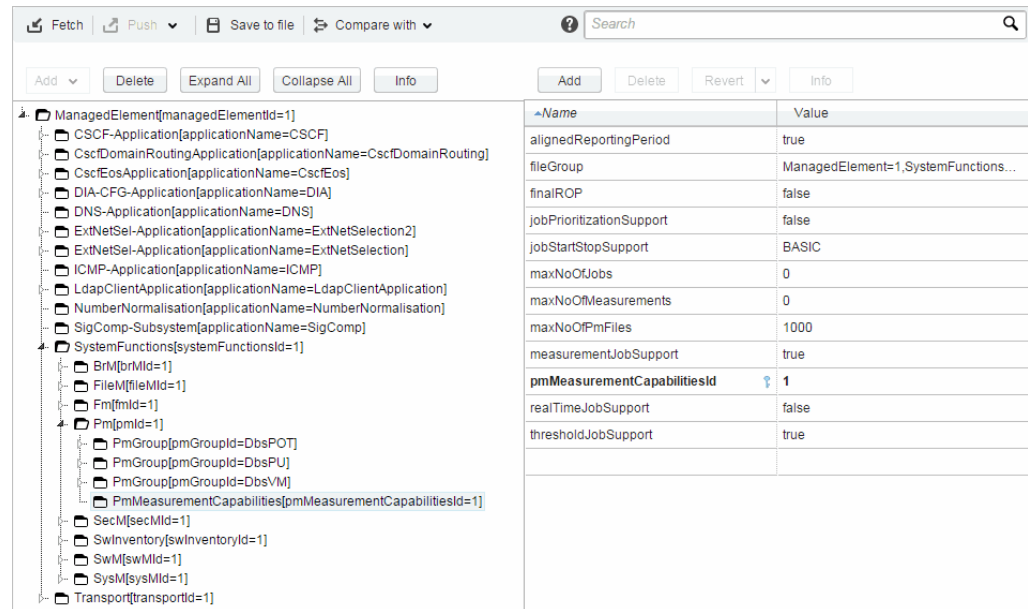 Fetch Push Save to file Compare with Search
Add Delete Expand All Collapse All Info
ManagedElement[managedElementId=1]
CSCF-Application[applicationName=CSCF]
CscfDomainRoutingApplication[applicationName=CscfDomainRouting]
CscfEosApplication[applicationName=CscfEos]
DIA-CFG-Application[applicationName=DIA]
DNS-Application[applicationName=DNS]
ExtNetSel-Application[applicationName=ExtNetSelection2]
ExtNetSel-Application[applicationName=ExtNetSelection]
ICMP-Application[applicationName=ICMP]
LdapClientApplication[applicationName=LdapClientApplication]
NumberNormalisation[applicationName=NumberNormalisation]
SigComp-Subsystem[applicationName=SigComp]
SystemFunctions[systemFunctionsId=1]
BrM[brMId=1]
FileM[fileMId=1]
Fm[fmId=1]
Pm[pmId=1]
PmGroup[pmGroupId=DbsPOT]
PmGroup[pmGroupId=DbsPU]
PmGroup[pmGroupId=DbsVM]
PmMeasurementCapabilities[pmMeasurementCapabilitiesId=1]
SecM[secMId=1]
SwInventory[swInventoryId=1]
SwM[swMId=1]
SysM[sysMId=1]
Transport[transportId=1]
Add Delete Revert Info
Name Value
alignedReportingPeriod true
fileGroup ManagedElement=1,SystemFunctions...
finalROP false
jobPrioritizationSupport false
jobStartStopSupport BASIC
maxNoOfJobs 0
maxNoOfMeasurements 0
maxNoOfPmFiles 1000
measurementJobSupport true
pmMeasurementCapabilitiesId 1
realTimeJobSupport false
thresholdJobSupport true